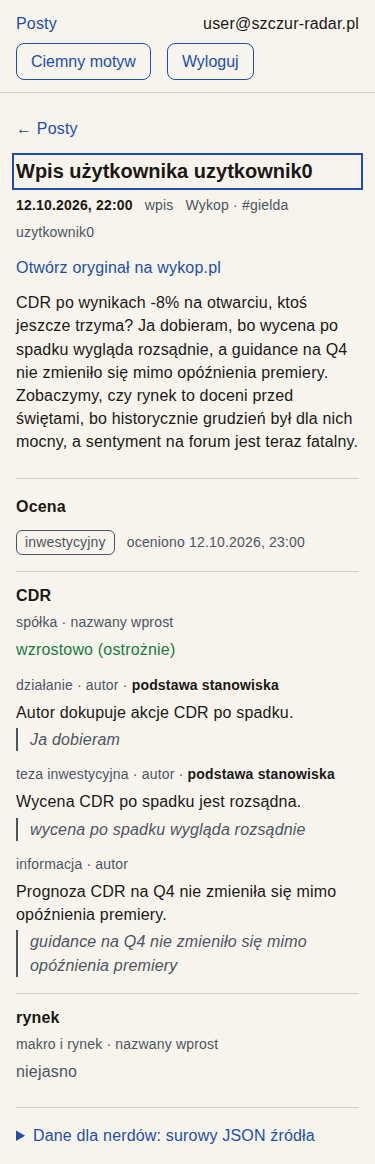 Posty
user@szczur-radar.pl
Ciemny motyw
Wyloguj
← Posty
Wpis użytkownika uzytkownik0
12.10.2026, 22:00 wpis Wykop · #gielda
uzytkownik0
Otwórz oryginał na wykop.pl
CDR po wynikach -8% na otwarciu, ktoś
jeszcze trzyma? Ja dobieram, bo wycena po
spadku wygląda rozsądnie, a guidance na Q4
nie zmieniło się mimo opóźnienia premiery.
Zobaczymy, czy rynek to doceni przed
świętami, bo historycznie grudzień był dla nich
mocny, a sentyment na forum jest teraz fatalny.
Ocena
inwestycyjny oceniono 12.10.2026, 23:00
CDR
spółka · nazwany wprost
wzrostowo (ostrożnie)
działanie · autor · podstawa stanowiska
Autor dokupuje akcje CDR po spadku.
Ja dobieram
teza inwestycyjna · autor · podstawa stanowiska
Wycena CDR po spadku jest rozsądna.
wycena po spadku wygląda rozsądnie
informacja · autor
Prognoza CDR na Q4 nie zmieniła się mimo
opóźnienia premiery.
guidance na Q4 nie zmieniło się mimo
opóźnienia premiery
rynek
makro i rynek · nazwany wprost
niejasno
▶ Dane dla nerdów: surowy JSON źródła